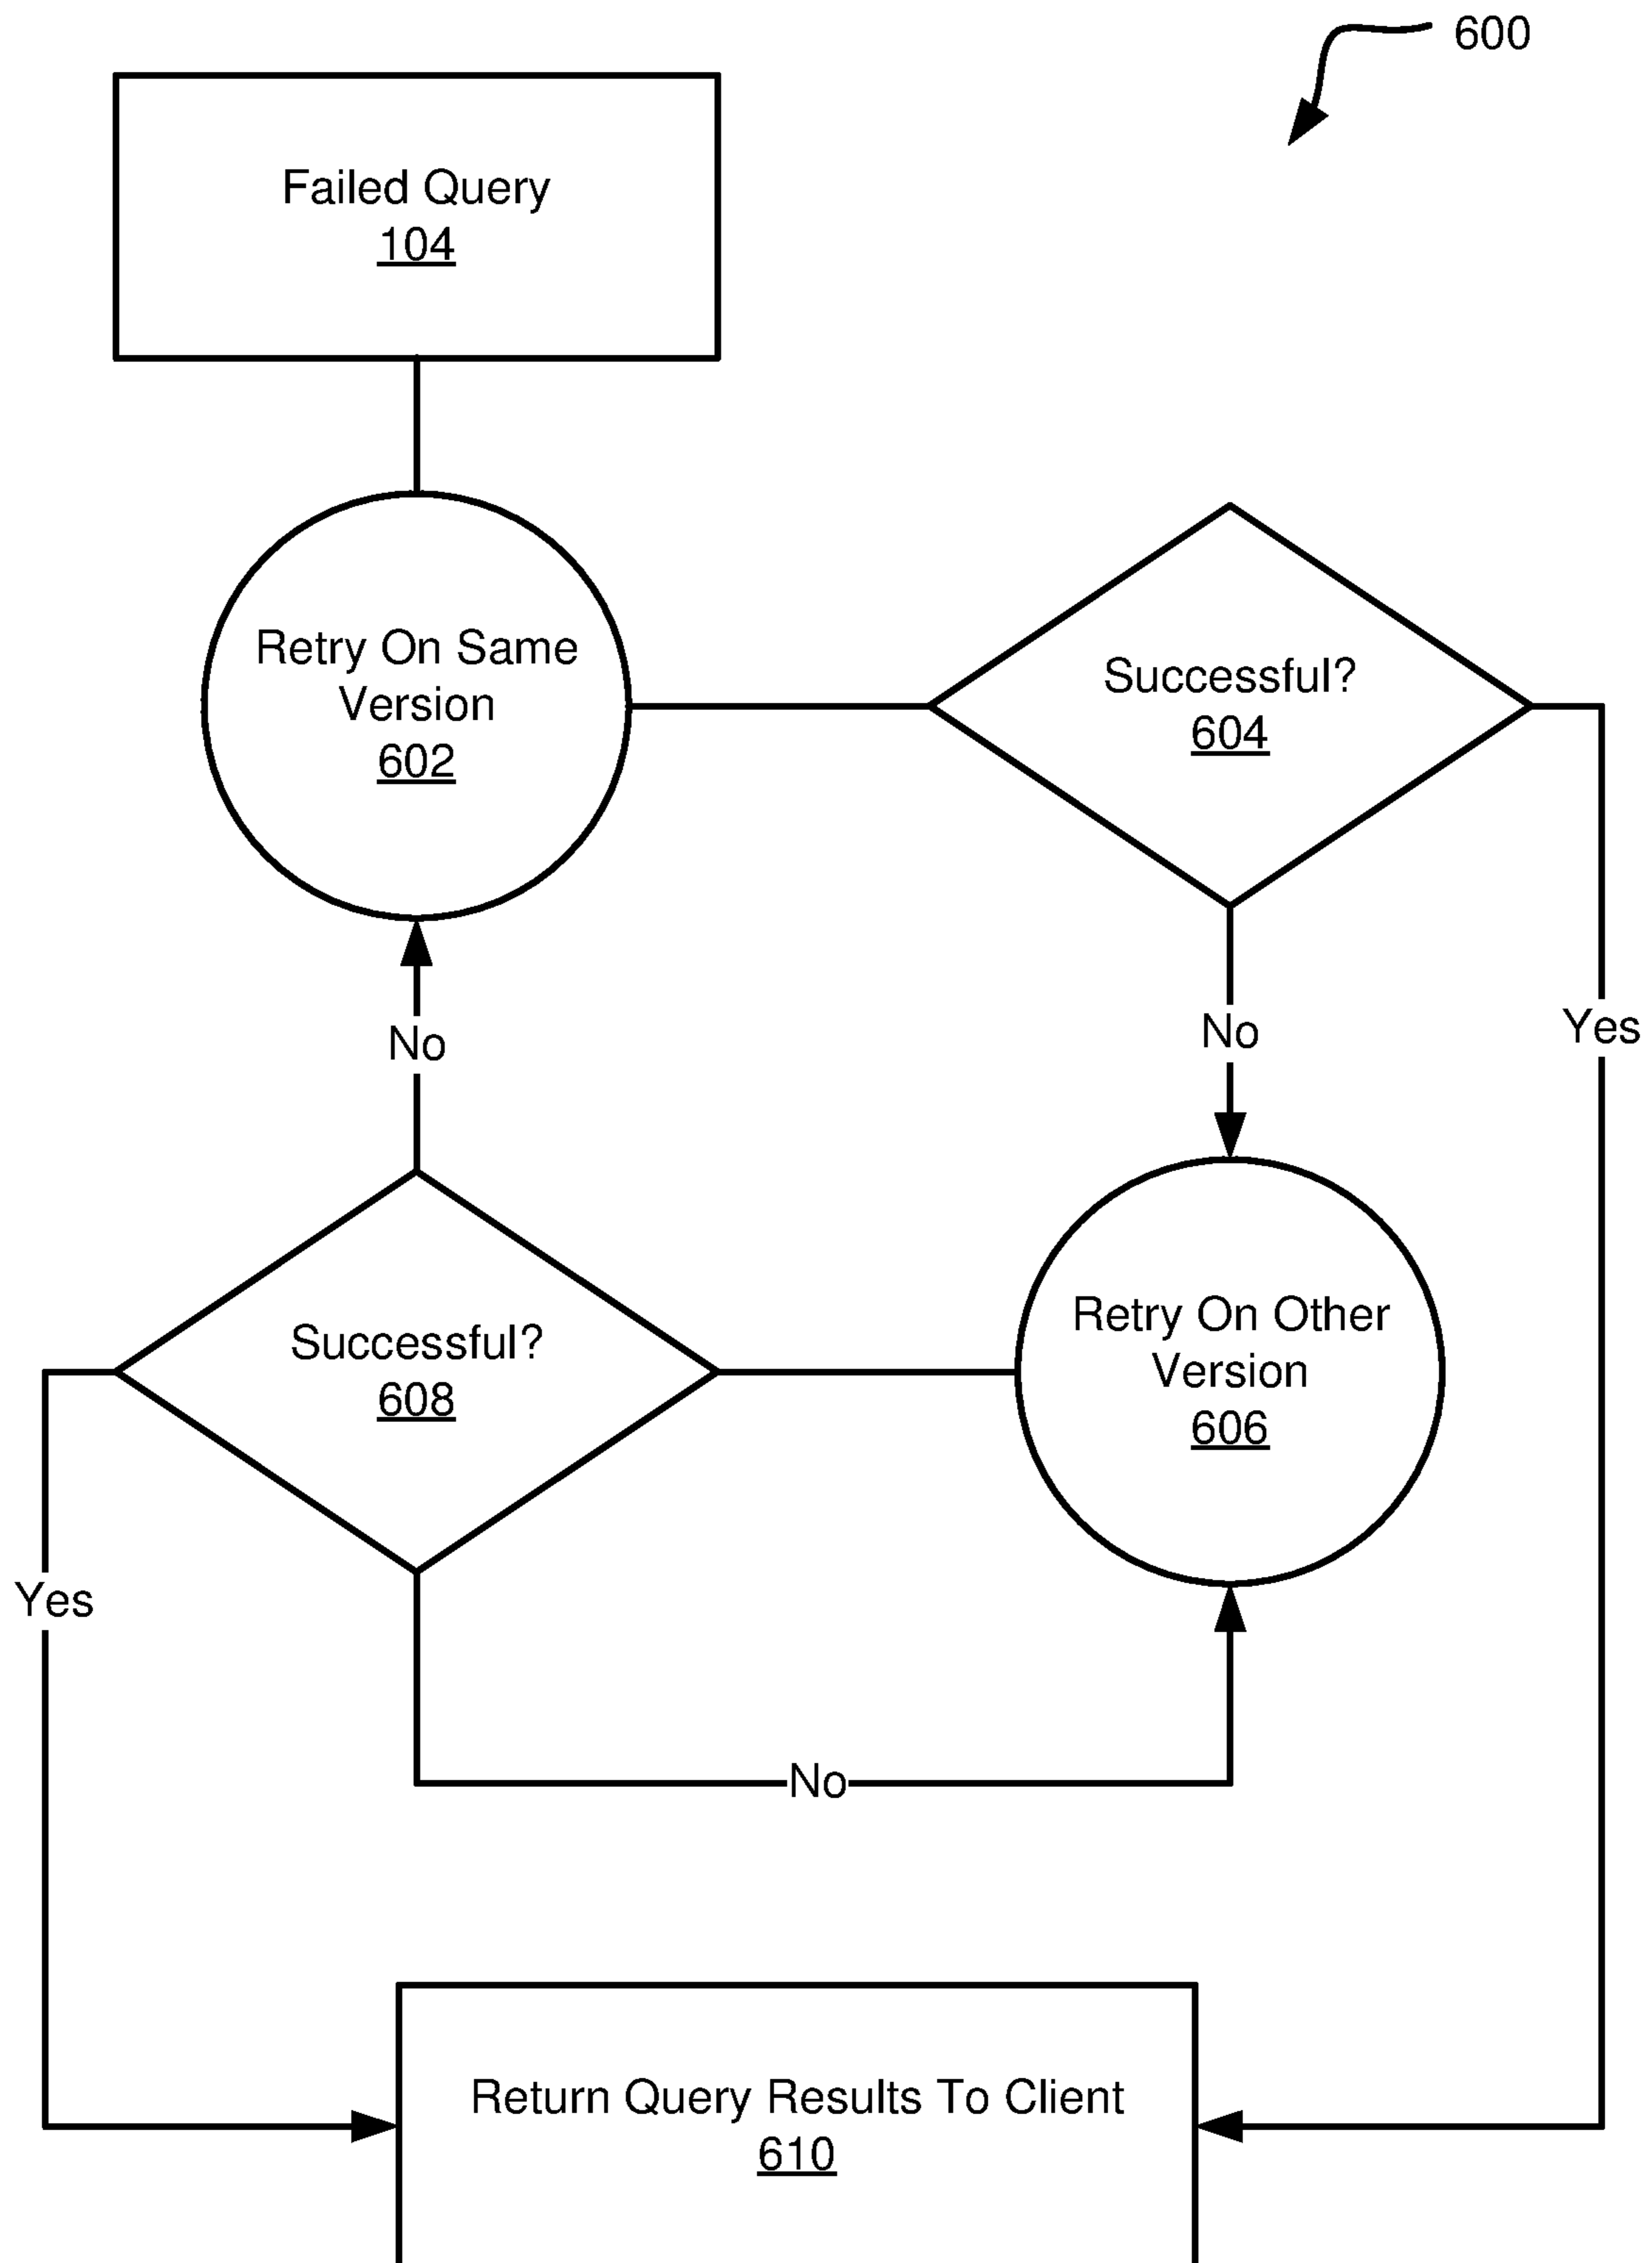 600
Failed Query
104
Retry On Same
Version
602
Successful?
604
No
No
Yes
Retry On Other
Version
606
Successful?
608
Yes
No
Return Query Results To Client
610